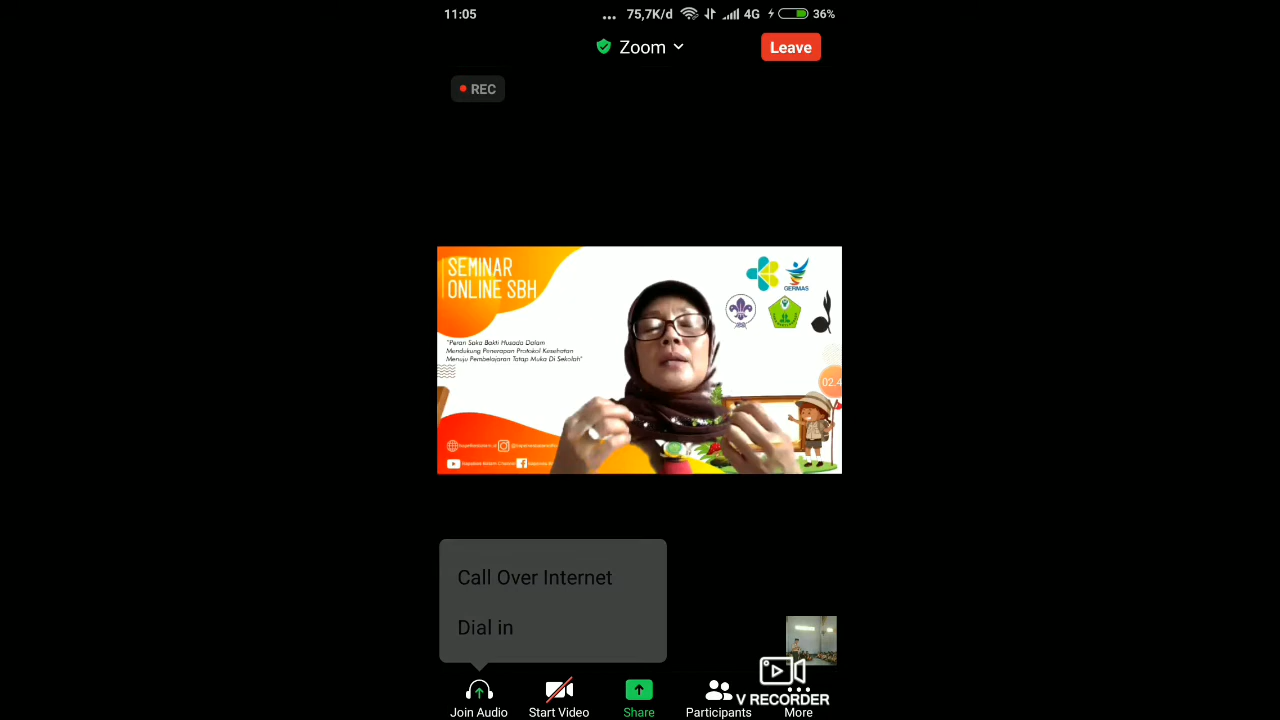 11:05
... 75,7K/d 4G 36%
Zoom
Leave
REC
SEMINAR
ONLINE SBH
GERMAS
"Peran Saka Bakti Husada Dalam
Mendukung Penerapan Protokol Kesehatan
Menuju Pembelajaran Tatap Muka Di Sekolah"
02:4
Call Over Internet
Dial in
V RECORDER
Join Audio
Start Video
Share
Participants
More